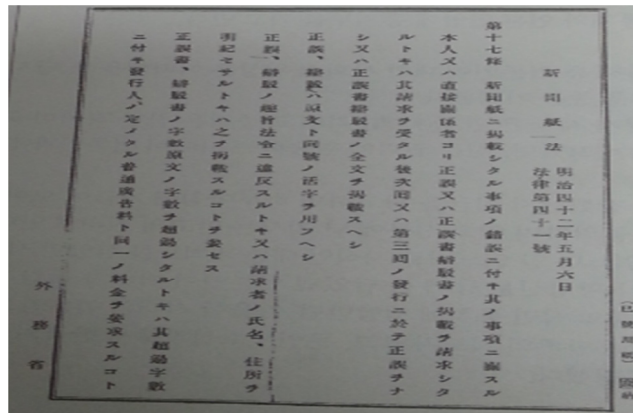 新聞紙法
明治四十二年五月六日
法律第四十一號
第十七條 新聞紙ニ掲載シタル事項ノ錯誤ニ付キ其ノ事項ニ關スル
本人又ハ直接關係者ヨリ正誤又ハ正誤書辯駁書ノ掲載ヲ請求シタ
ルトキハ其請求ヲ受タル後次囘又ハ第三囘ノ發行ニ於テ正誤ヲナ
シ又ハ正誤書辯駁書ノ全文ヲ掲載スヘシ
正誤、辯駁ハ原文ト同號ノ活字ヲ用フヘシ
正誤、辯駁ノ趣旨法令ニ違反スルトキ又ハ請求者ノ氏名、住所ヲ
明記セサルトキハ之ヲ掲載スルコトヲ要セス
正誤書、辯駁書ノ字數原文ノ字數ヲ超過シタルトキハ其超過字數
ニ付キ發行人ノ定メタル普通廣告料ト同一ノ料金ヲ要求スルコト
外務省